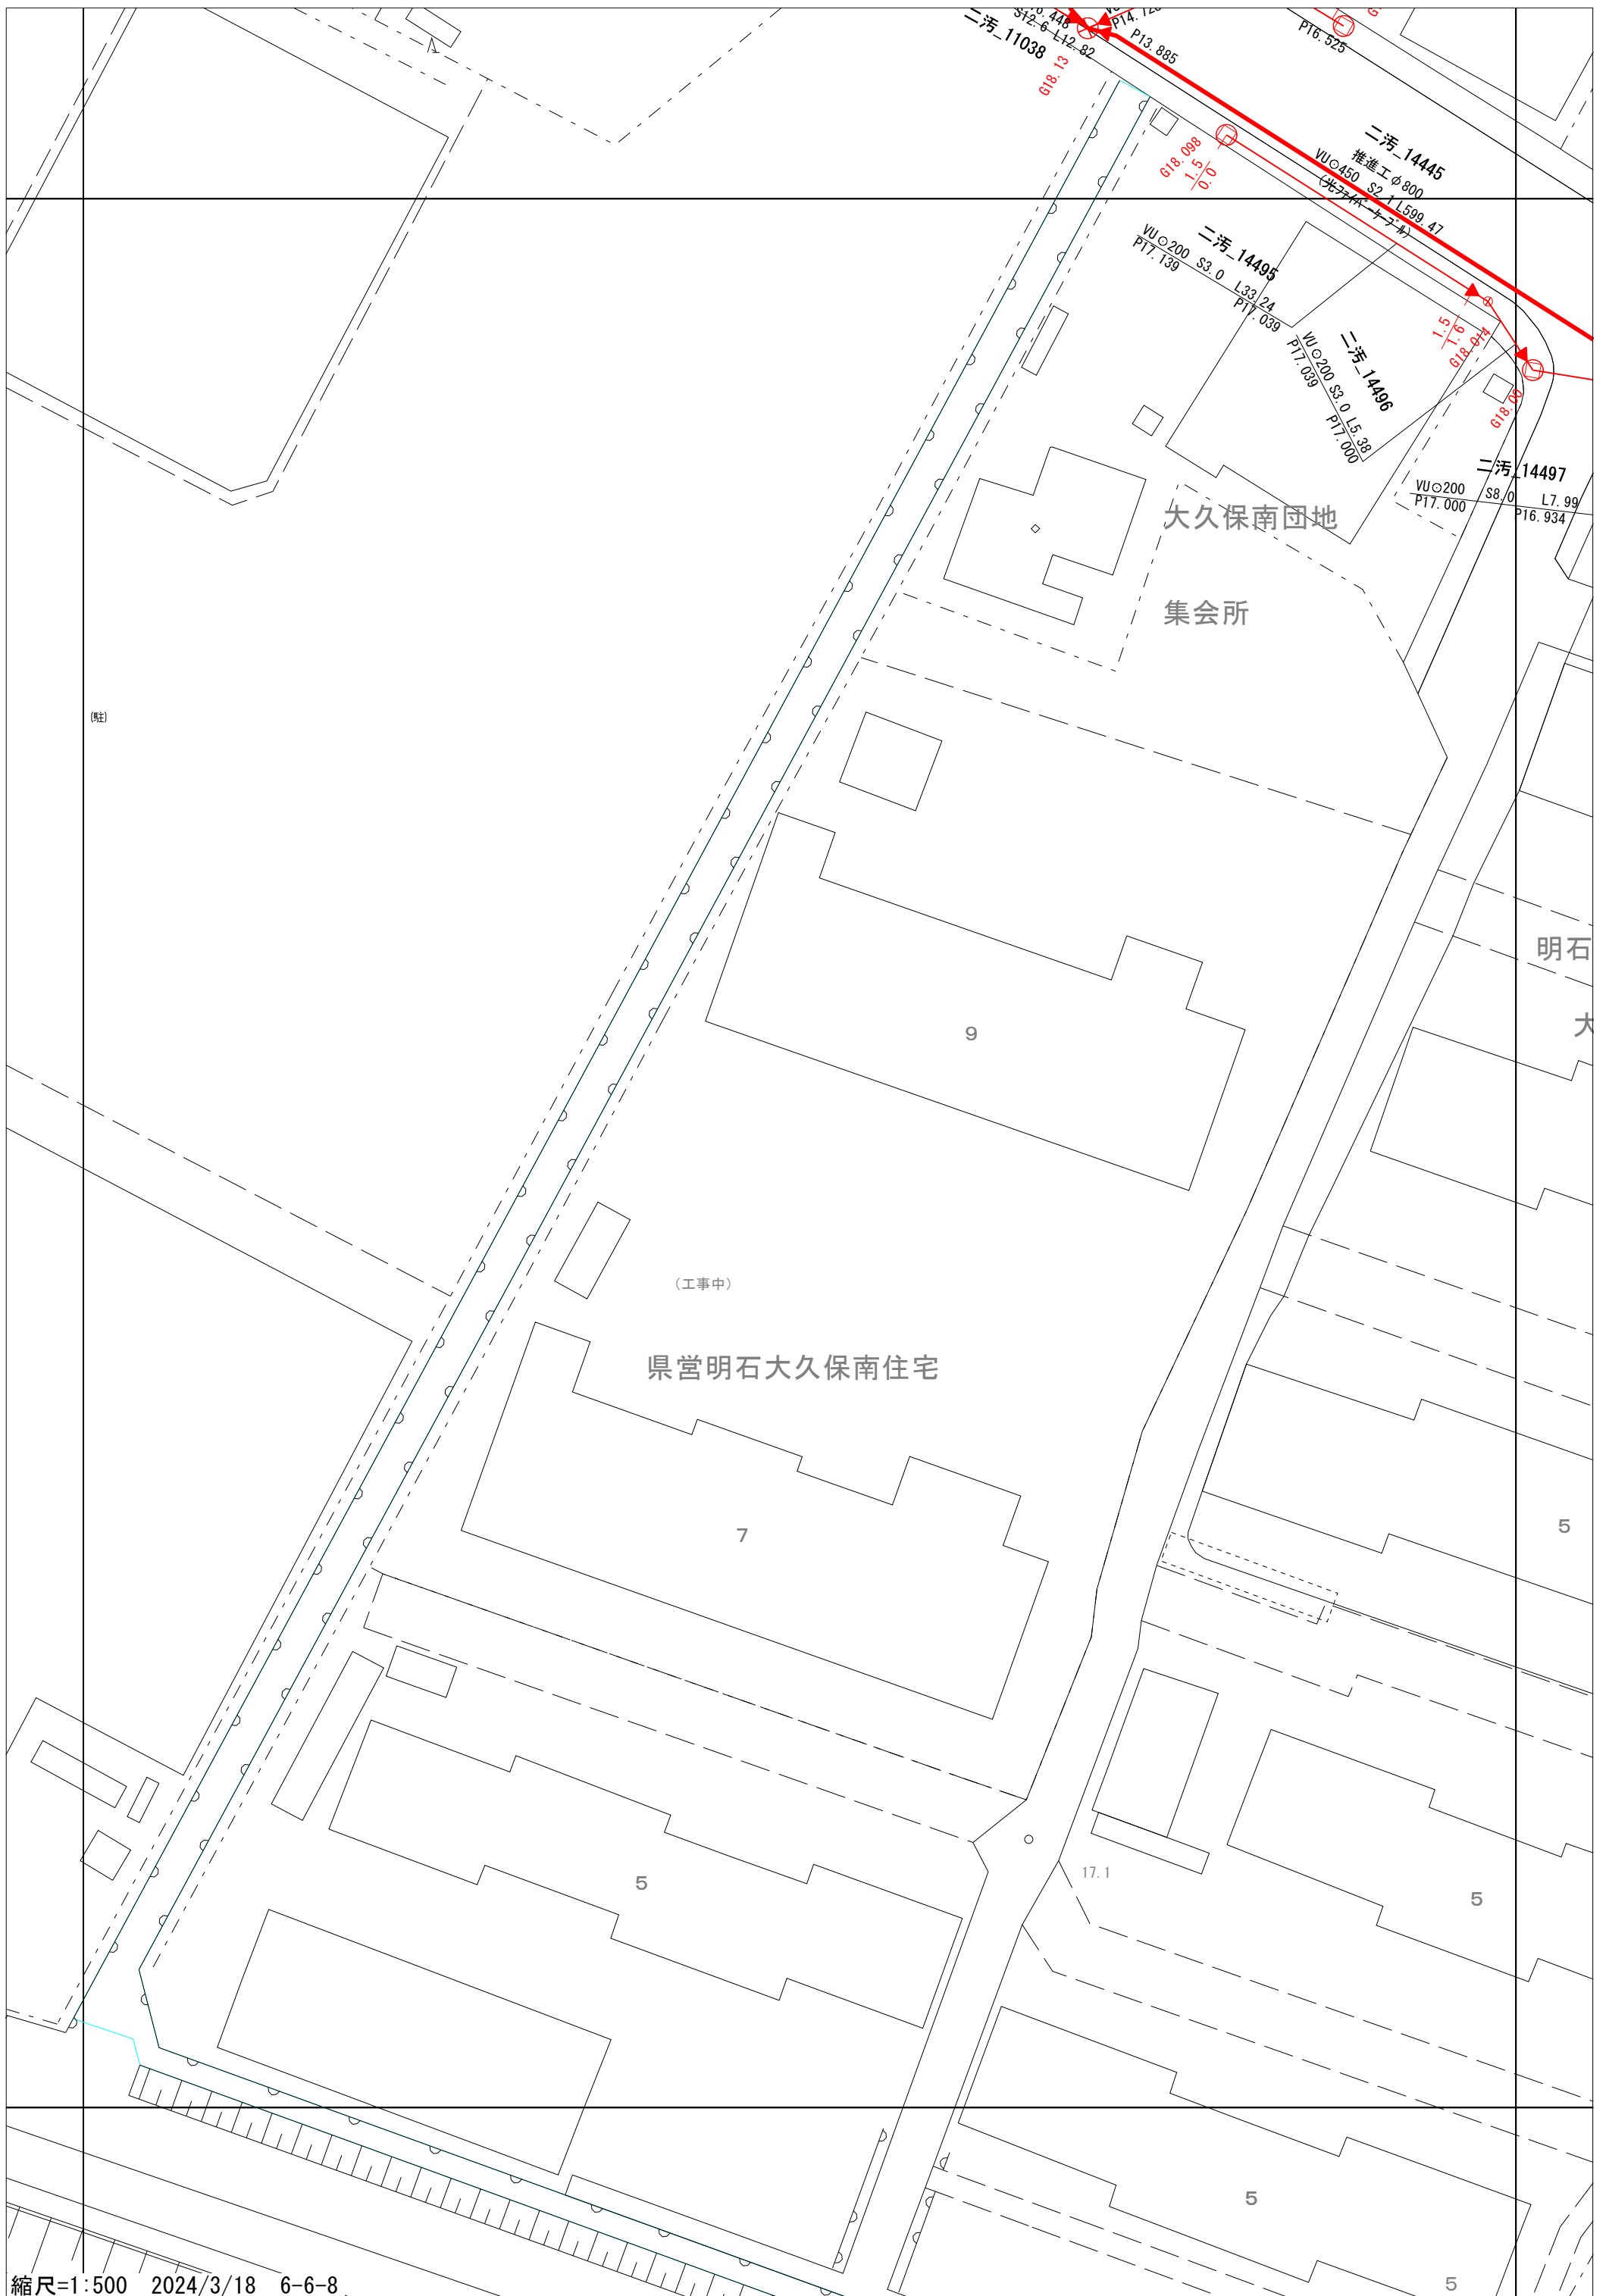 S12.6 L12.82
二汚_11038
G18.13
P13.885
P16.525
二汚_14445
推進工φ800
VU⊙450 S2.1 L599.47
(光ファイバーケーブル)
G18.098
1.5
0.0
二汚_14495
VU⊙200 S3.0 L33.24
P17.139 P17.039
二汚_14496
VU⊙200 S3.0 L5.38
P17.039 P17.000
1.5
1.6
G18.014
G18.00
二汚_14497
VU⊙200 S8.0 L7.99
P17.000 P16.934
大久保南団地
集会所
(駐)
明石
大
9
(工事中)
県営明石大久保南住宅
7
5
5
17.1
5
5
5
縮尺=1:500 2024/3/18 6-6-8